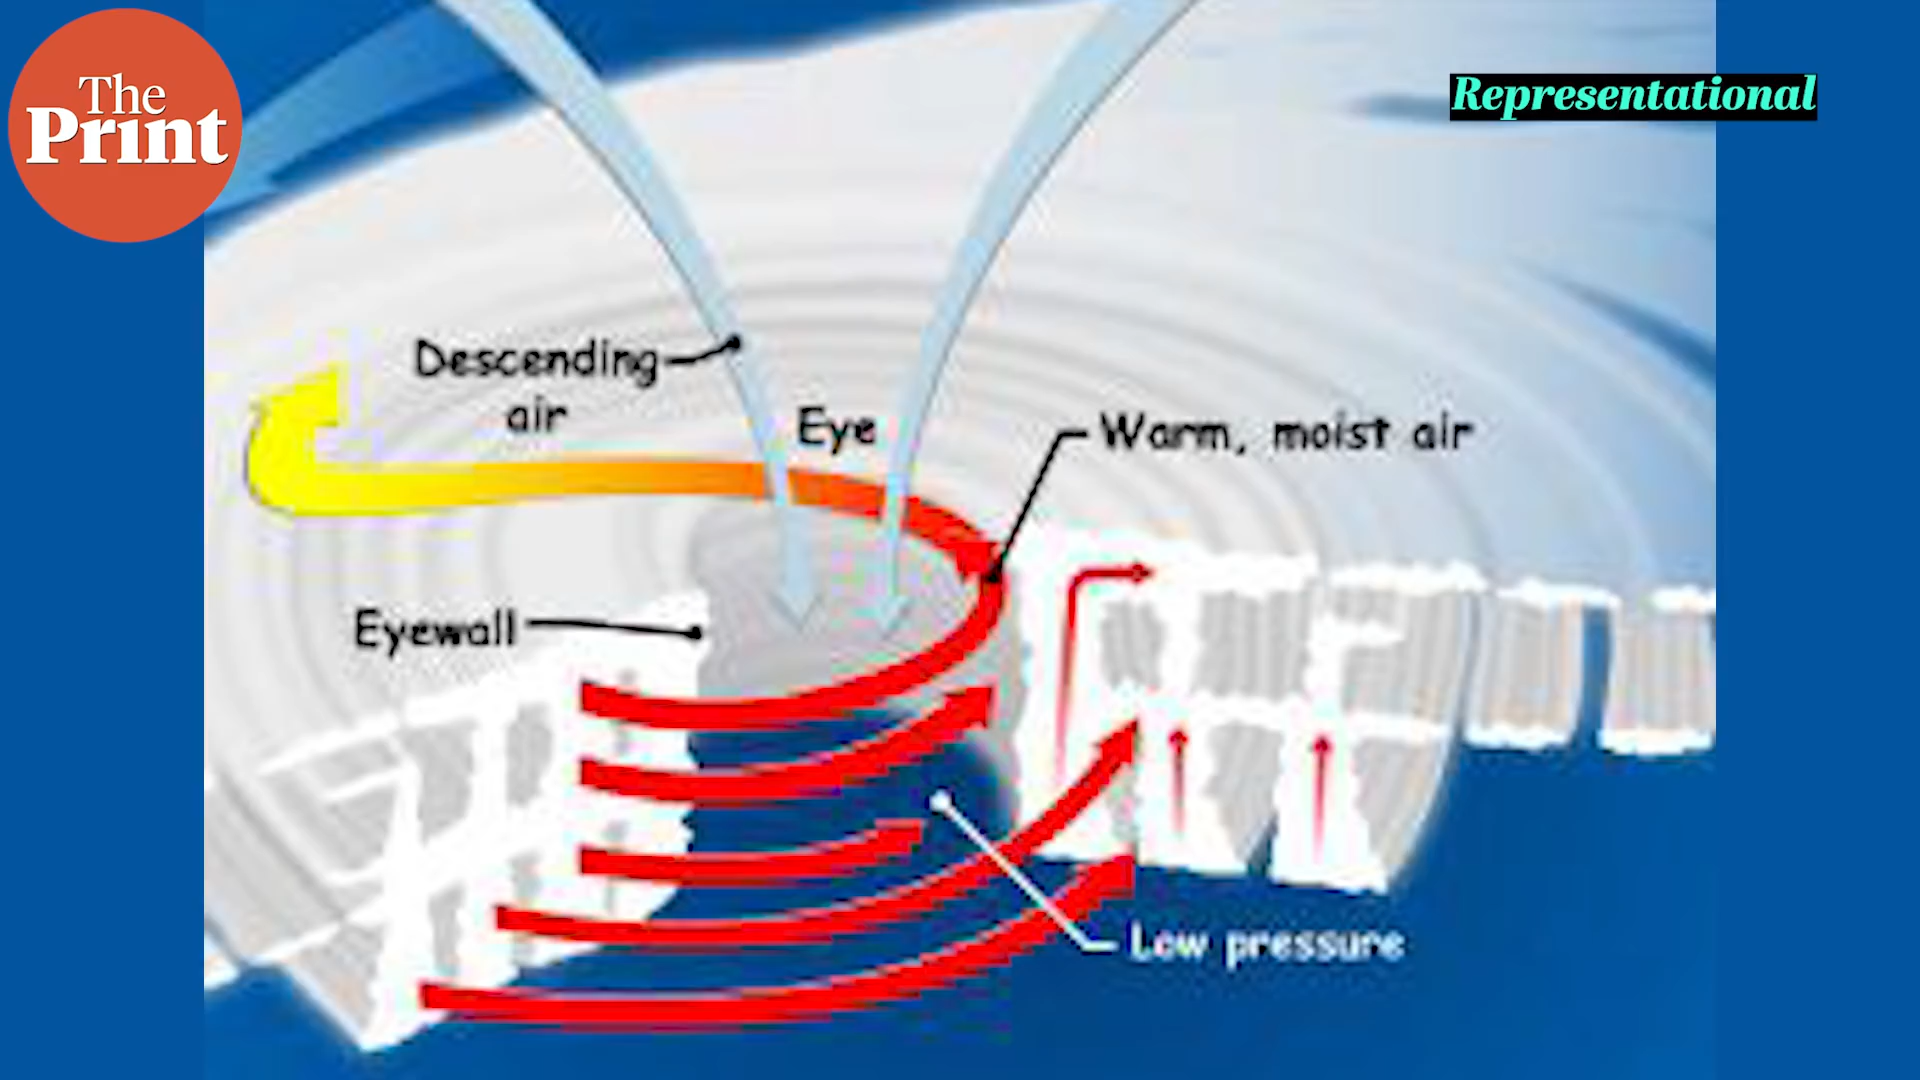 The
Print
Representational
Descending
air
Eye
Warm, moist air
Eyewall
Low pressure